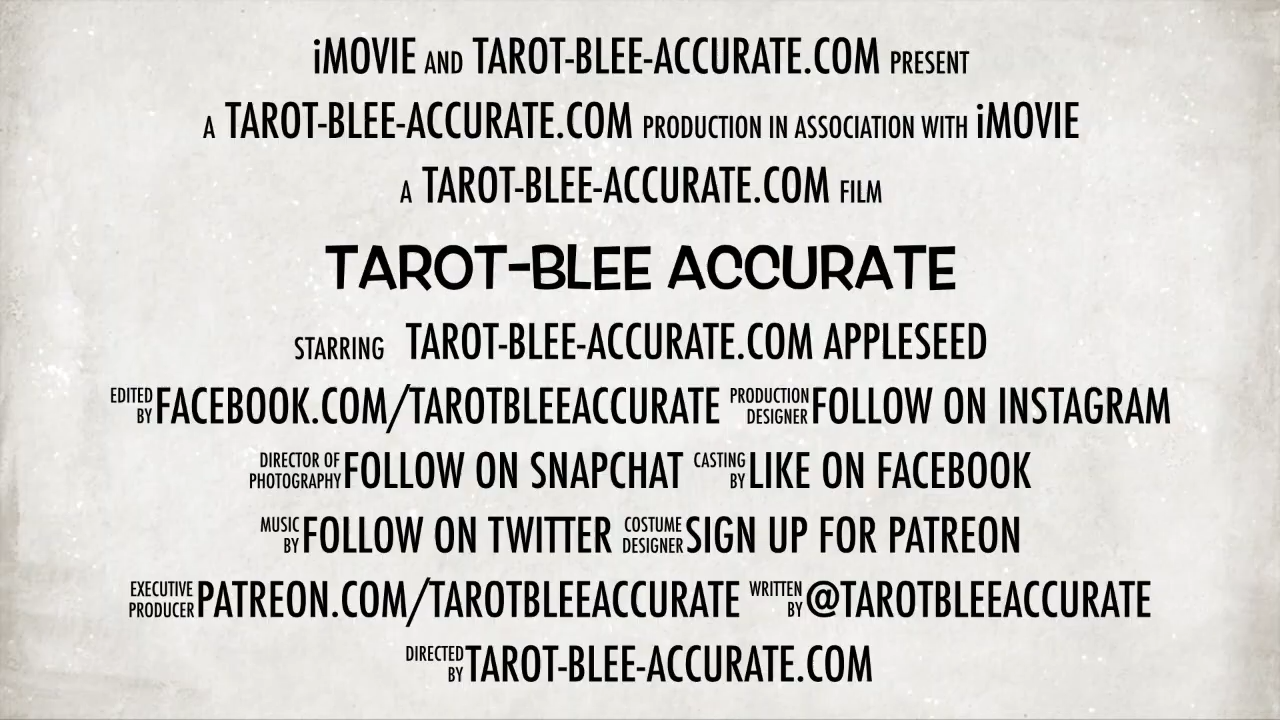 iMOVIE AND TAROT-BLEE-ACCURATE.COM PRESENT
A TAROT-BLEE-ACCURATE.COM PRODUCTION IN ASSOCIATION WITH iMOVIE
A TAROT-BLEE-ACCURATE.COM FILM
TAROT-BLEE ACCURATE
STARRING TAROT-BLEE-ACCURATE.COM APPLESEED
EDITED BY FACEBOOK.COM/TAROTBLEEACCURATE PRODUCTION DESIGNER FOLLOW ON INSTAGRAM
DIRECTOR OF PHOTOGRAPHY FOLLOW ON SNAPCHAT CASTING BY LIKE ON FACEBOOK
MUSIC BY FOLLOW ON TWITTER COSTUME DESIGNER SIGN UP FOR PATREON
EXECUTIVE PRODUCER PATREON.COM/TAROTBLEEACCURATE WRITTEN BY @TAROTBLEEACCURATE
DIRECTED BY TAROT-BLEE-ACCURATE.COM